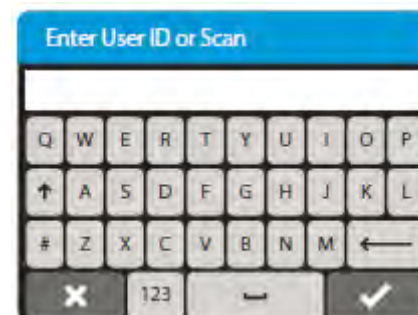 Enter User ID or Scan
Q W E R T Y U I O P
A S D F G H J K L
# Z X C V B N M
123